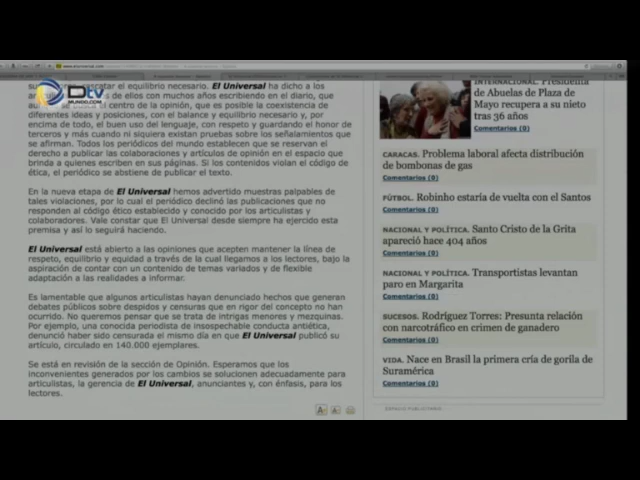 www.eluniversal.com
DTV
MUNDO.COM
rescatar el equilibrio necesario. El Universal ha dicho a los
de ellos con muchos años escribiendo en el diario, que
el centro de la opinión, que es posible la coexistencia de
diferentes ideas y posiciones, con el balance y equilibrio necesario y, por
encima de todo, el buen uso del lenguaje, con respeto y guardando el honor de
terceros y más cuando ni siquiera existan pruebas sobre los señalamientos que
se afirman. Todos los periódicos del mundo establecen que se reservan el
derecho a publicar las colaboraciones y artículos de opinión en el espacio que
brinda a quienes escriben en sus páginas. Si los contenidos violan el código de
ética, el periódico se abstiene de publicar el texto.
En la nueva etapa de El Universal hemos advertido muestras palpables de
tales violaciones, por lo cual el periódico declinó las publicaciones que no
responden al código ético establecido y conocido por los articulistas y
colaboradores. Vale constar que El Universal desde siempre ha ejercido esta
premisa y así lo seguirá haciendo.
El Universal está abierto a las opiniones que acepten mantener la línea de
respeto, equilibrio y equidad a través de la cual llegamos a los lectores, bajo la
aspiración de contar con un contenido de temas variados y de flexible
adaptación a las realidades a informar.
Es lamentable que algunos articulistas hayan denunciado hechos que generan
debates públicos sobre despidos y censuras que en rigor del concepto no han
ocurrido. No queremos pensar que se trata de intrigas menores y mezquinas.
Por ejemplo, una conocida periodista de insospechable conducta antiética,
denunció haber sido censurada el mismo día en que El Universal publicó su
artículo, circulado en 140.000 ejemplares.
Se está en revisión de la sección de Opinión. Esperamos que los
inconvenientes generados por los cambios se solucionen adecuadamente para
articulistas, la gerencia de El Universal, anunciantes y, con énfasis, para los
lectores.
INTERNACIONAL. Presidenta
de Abuelas de Plaza de
Mayo recupera a su nieto
tras 36 años
Comentarios (0)
CARACAS. Problema laboral afecta distribución
de bombonas de gas
Comentarios (0)
FÚTBOL. Robinho estaría de vuelta con el Santos
Comentarios (0)
NACIONAL Y POLÍTICA. Santo Cristo de la Grita
apareció hace 404 años
Comentarios (0)
NACIONAL Y POLÍTICA. Transportistas levantan
paro en Margarita
Comentarios (0)
SUCESOS. Rodríguez Torres: Presunta relación
con narcotráfico en crimen de ganadero
Comentarios (0)
VIDA. Nace en Brasil la primera cría de gorila de
Suramérica
Comentarios (0)
ESPACIO PUBLICITARIO